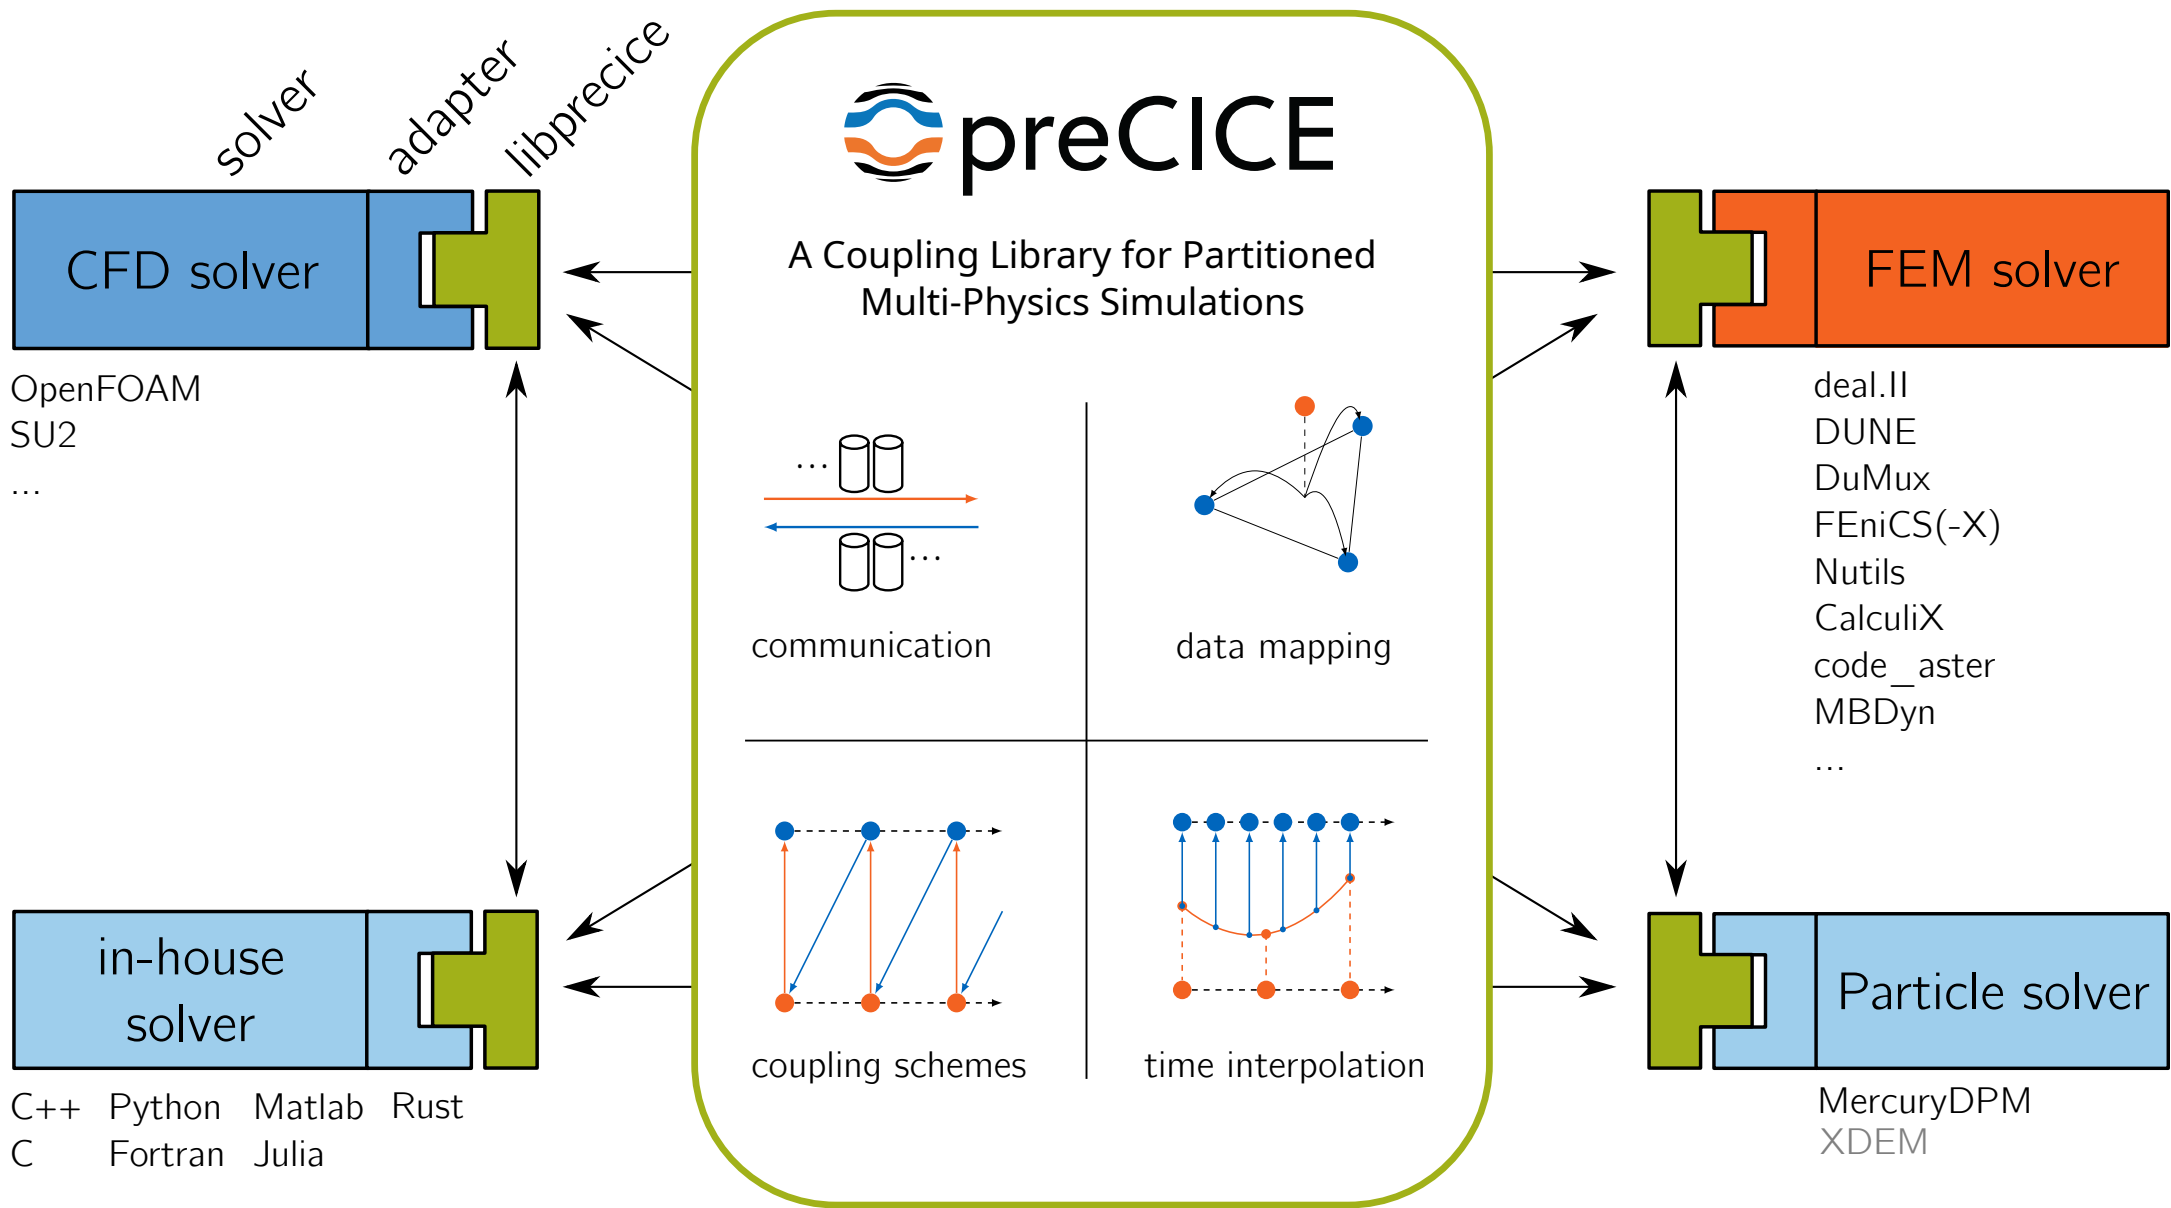 solver
adapter
libprecice
preCICE
A Coupling Library for Partitioned
Multi-Physics Simulations
CFD solver
OpenFOAM
SU2
...
FEM solver
deal.II
DUNE
DuMux
FEniCS(-X)
Nutils
CalculiX
code_aster
MBDyn
...
...
...
communication
data mapping
coupling schemes
time interpolation
in-house
solver
C++ Python Matlab Rust
C Fortran Julia
Particle solver
MercuryDPM
XDEM